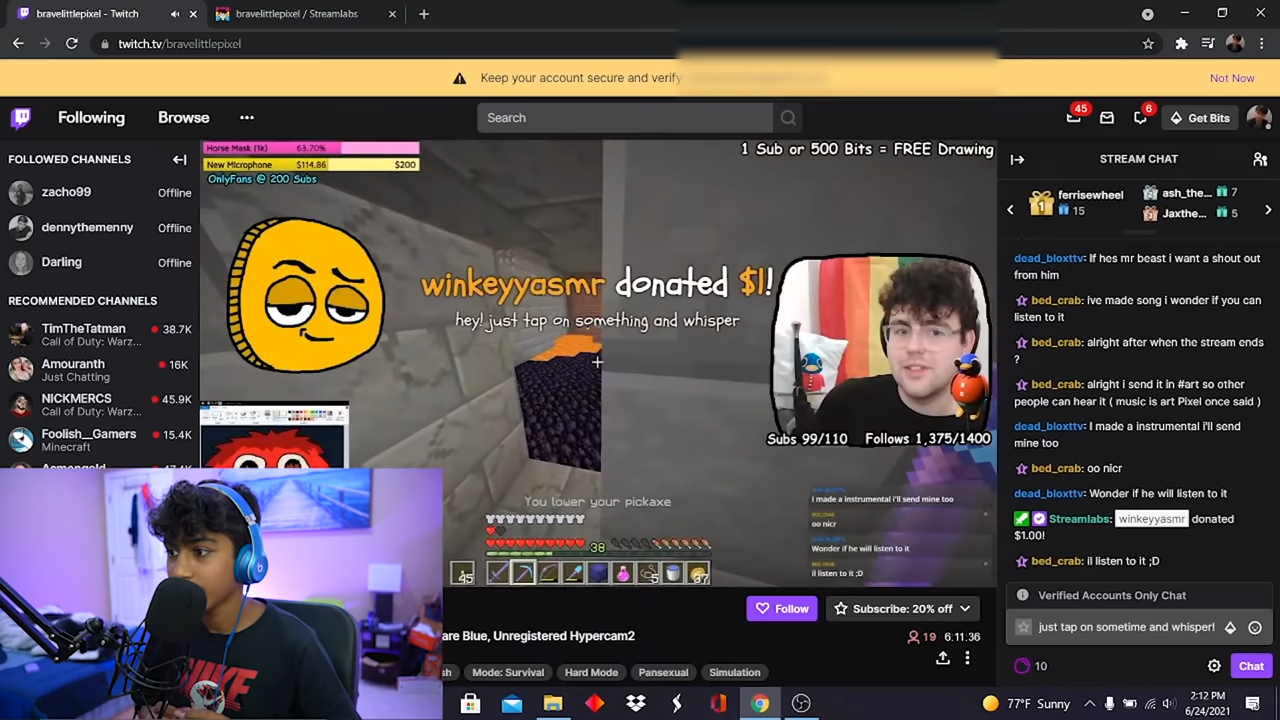 bravelittlepixel - Twitch
bravelittlepixel / Streamlabs
twitch.tv/bravelittlepixel
Keep your account secure and verify
Not Now
Following
Browse
Search
45
6
Get Bits
FOLLOWED CHANNELS
zacho99
Offline
dennythemenny
Offline
Darling
Offline
RECOMMENDED CHANNELS
TimTheTatman
38.7K
Call of Duty: Warz...
Amouranth
16K
Just Chatting
NICKMERCS
45.9K
Call of Duty: Warz...
Foolish__Gamers
15.4K
Minecraft
Horse Mask (1k) 63.70%
New Microphone $114.86 $200
OnlyFans @ 200 Subs
1 Sub or 500 Bits = FREE Drawing
winkeyyasmr donated $1!
hey! just tap on something and whisper
Subs 99/110 Follows 1,375/1400
You lower your pickaxe
38
45
5
37
I made a instrumental i'll send mine too
oo nicr
Wonder if he will listen to it
il listen to it ;D
NIKE
Follow
Subscribe: 20% off
are Blue, Unregistered Hypercam2
19
6:11:36
sh
Mode: Survival
Hard Mode
Pansexual
Simulation
STREAM CHAT
1
ferrisewheel
15
2
ash_the...
7
3
Jaxthe...
5
dead_bloxttv: If hes mr beast i want a shout out
from him
bed_crab: ive made song i wonder if you can
listen to it
bed_crab: alright after when the stream ends
?
bed_crab: alright i send it in #art so other
people can hear it ( music is art Pixel once said )
dead_bloxttv: I made a instrumental i'll send
mine too
bed_crab: oo nicr
dead_bloxttv: Wonder if he will listen to it
Streamlabs: winkeyyasmr donated
$1.00!
bed_crab: il listen to it ;D
Verified Accounts Only Chat
just tap on sometime and whisper!
10
Chat
77°F Sunny
2:12 PM
6/24/2021